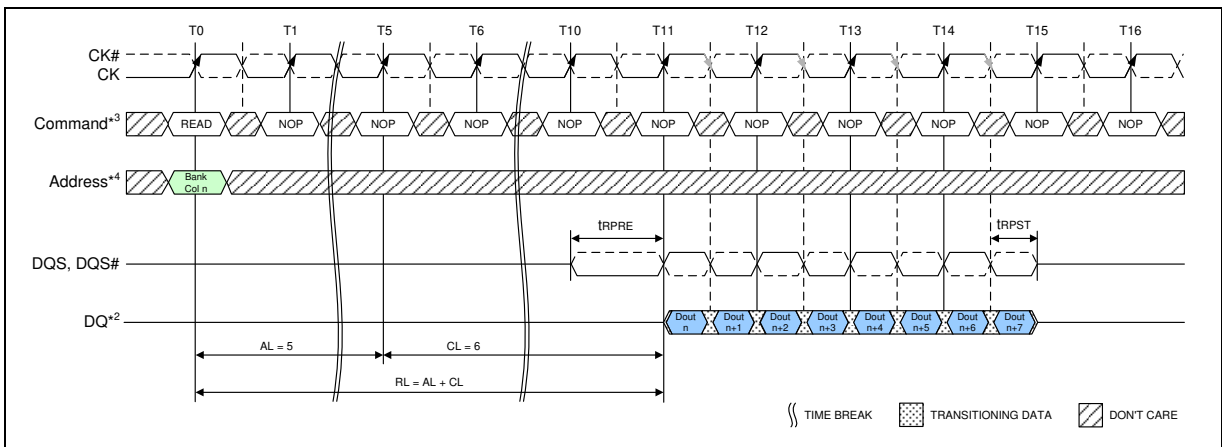 T0 T1 T5 T6 T10 T11 T12 T13 T14 T15 T16
CK#
CK
Command*3 READ NOP NOP NOP NOP NOP NOP NOP NOP NOP NOP
Address*4 Bank Col n
tRPRE tRPST
DQS, DQS#
DQ*2 Dout n Dout n+1 Dout n+2 Dout n+3 Dout n+4 Dout n+5 Dout n+6 Dout n+7
AL = 5 CL = 6
RL = AL + CL
TIME BREAK TRANSITIONING DATA DON'T CARE